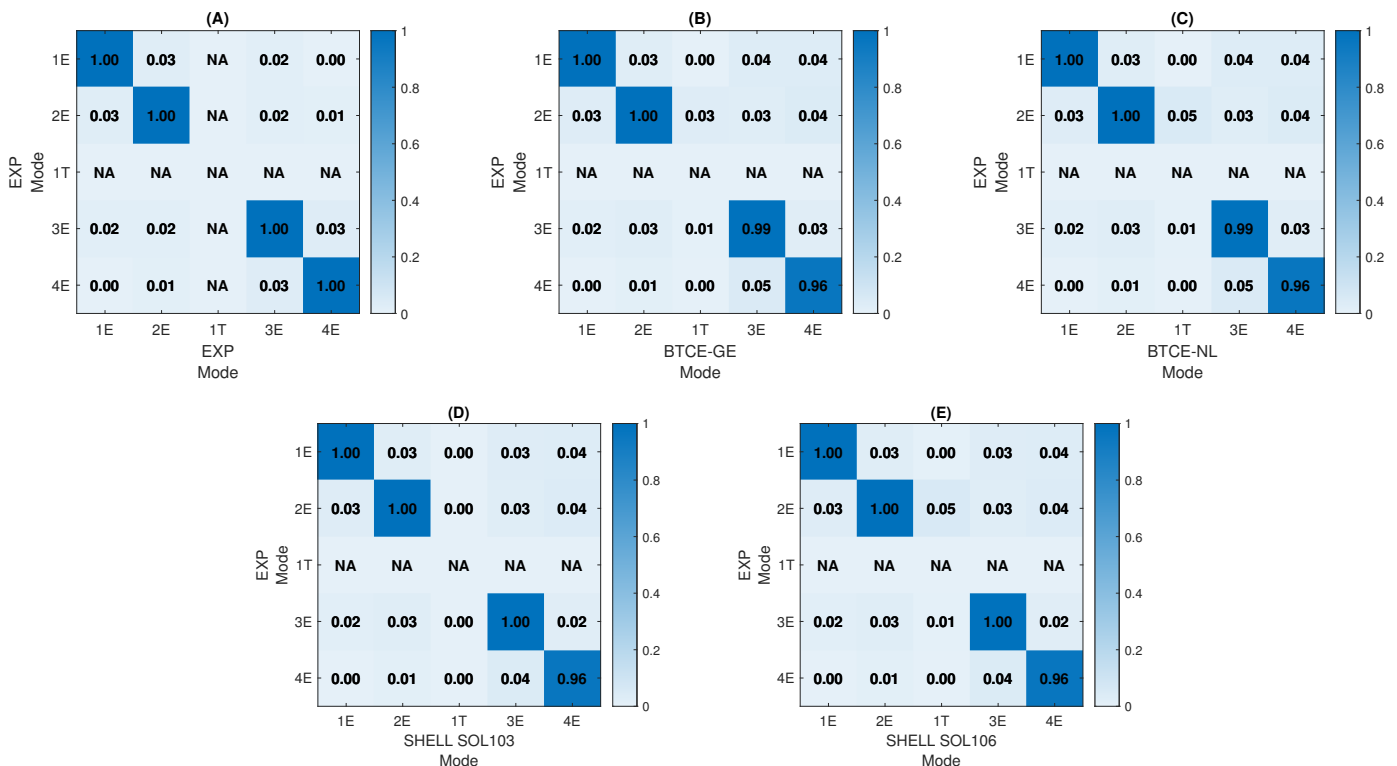 (A)
1E 1.00 0.03 NA 0.02 0.00
2E 0.03 1.00 NA 0.02 0.01
1T NA NA NA NA NA
3E 0.02 0.02 NA 1.00 0.03
4E 0.00 0.01 NA 0.03 1.00
1E 2E 1T 3E 4E
EXP
Mode
EXP
Mode
1
0.8
0.6
0.4
0.2
0
(B)
1E 1.00 0.03 0.00 0.04 0.04
2E 0.03 1.00 0.03 0.03 0.04
1T NA NA NA NA NA
3E 0.02 0.03 0.01 0.99 0.03
4E 0.00 0.01 0.00 0.05 0.96
1E 2E 1T 3E 4E
BTCE-GE
Mode
EXP
Mode
1
0.8
0.6
0.4
0.2
0
(C)
1E 1.00 0.03 0.00 0.04 0.04
2E 0.03 1.00 0.05 0.03 0.04
1T NA NA NA NA NA
3E 0.02 0.03 0.01 0.99 0.03
4E 0.00 0.01 0.00 0.05 0.96
1E 2E 1T 3E 4E
BTCE-NL
Mode
EXP
Mode
1
0.8
0.6
0.4
0.2
0
(D)
1E 1.00 0.03 0.00 0.03 0.04
2E 0.03 1.00 0.00 0.03 0.04
1T NA NA NA NA NA
3E 0.02 0.03 0.00 1.00 0.02
4E 0.00 0.01 0.00 0.04 0.96
1E 2E 1T 3E 4E
SHELL SOL103
Mode
EXP
Mode
1
0.8
0.6
0.4
0.2
0
(E)
1E 1.00 0.03 0.00 0.03 0.04
2E 0.03 1.00 0.05 0.03 0.04
1T NA NA NA NA NA
3E 0.02 0.03 0.01 1.00 0.02
4E 0.00 0.01 0.00 0.04 0.96
1E 2E 1T 3E 4E
SHELL SOL106
Mode
EXP
Mode
1
0.8
0.6
0.4
0.2
0